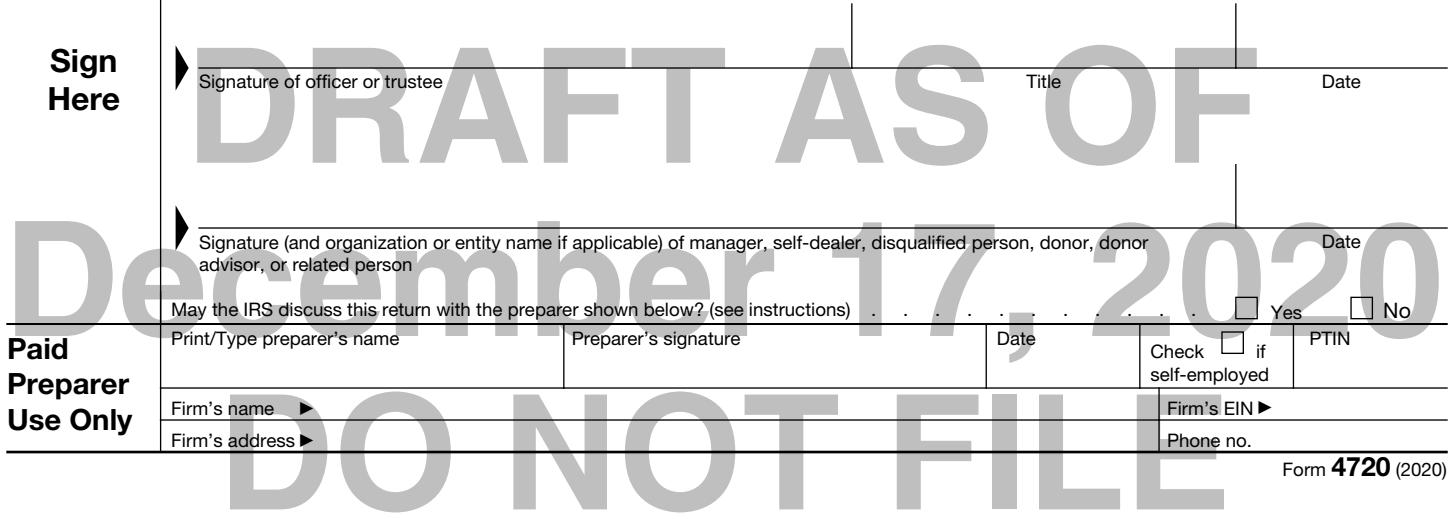 Sign
Here
Signature of officer or trustee Title Date
DRAFT AS OF
Signature (and organization or entity name if applicable) of manager, self-dealer, disqualified person, donor, donor
advisor, or related person
Date
December 17, 2020
May the IRS discuss this return with the preparer shown below? (see instructions) . . . . . . . . . . . Yes No
Paid
Preparer
Use Only
Print/Type preparer's name Preparer's signature Date Check if
self-employed
PTIN
Firm's name ▶ Firm's EIN ▶
Firm's address ▶ Phone no.
DO NOT FILE
Form 4720 (2020)